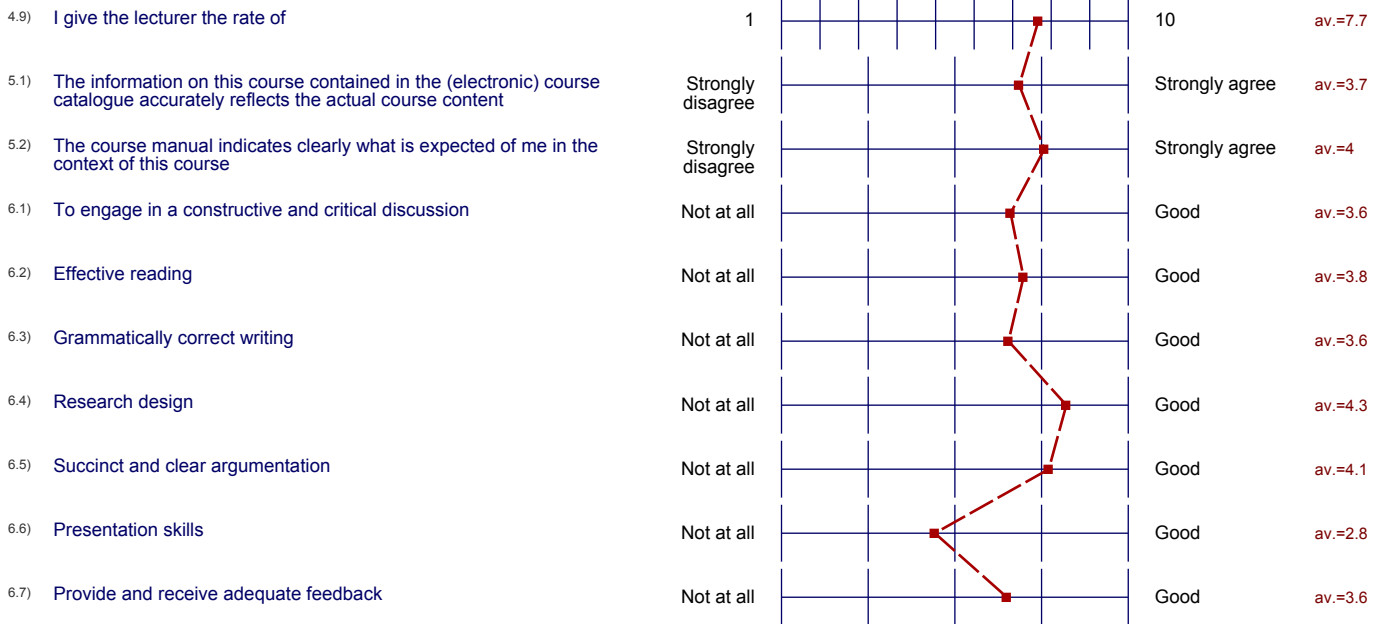 4.9) I give the lecturer the rate of 1 10 av.=7.7
5.1) The information on this course contained in the (electronic) course
catalogue accurately reflects the actual course content
Strongly
disagree
Strongly agree av.=3.7
5.2) The course manual indicates clearly what is expected of me in the
context of this course
Strongly
disagree
Strongly agree av.=4
6.1) To engage in a constructive and critical discussion Not at all Good av.=3.6
6.2) Effective reading Not at all Good av.=3.8
6.3) Grammatically correct writing Not at all Good av.=3.6
6.4) Research design Not at all Good av.=4.3
6.5) Succinct and clear argumentation Not at all Good av.=4.1
6.6) Presentation skills Not at all Good av.=2.8
6.7) Provide and receive adequate feedback Not at all Good av.=3.6